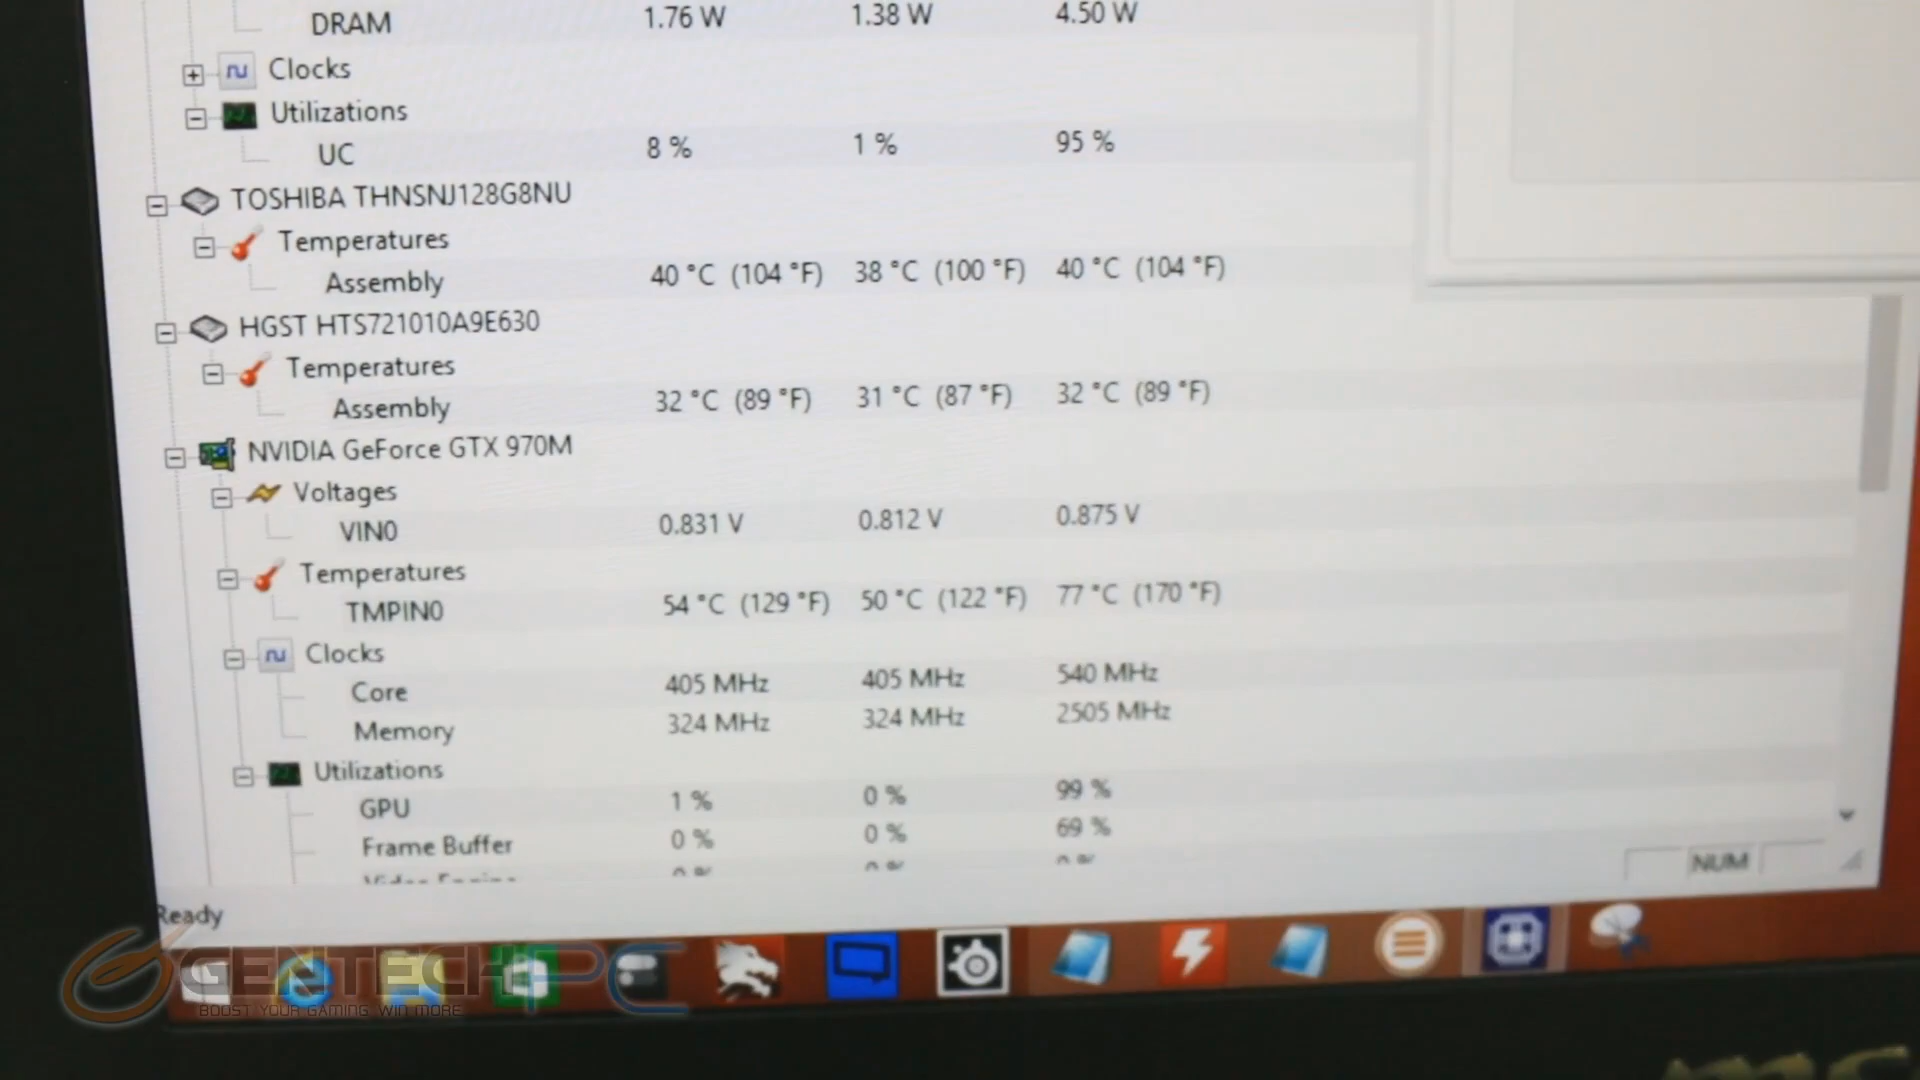 DRAM 1.76 W 1.38 W 4.50 W
Clocks
Utilizations
UC 8 % 1 % 95 %
TOSHIBA THNSNJ128G8NU
Temperatures
Assembly 40 °C (104 °F) 38 °C (100 °F) 40 °C (104 °F)
HGST HTS721010A9E630
Temperatures
Assembly 32 °C (89 °F) 31 °C (87 °F) 32 °C (89 °F)
NVIDIA GeForce GTX 970M
Voltages
VIN0 0.831 V 0.812 V 0.875 V
Temperatures
TMPIN0 54 °C (129 °F) 50 °C (122 °F) 77 °C (170 °F)
Clocks
Core 405 MHz 405 MHz 540 MHz
Memory 324 MHz 324 MHz 2505 MHz
Utilizations
GPU 1 % 0 % 99 %
Frame Buffer 0 % 0 % 69 %
NUM
Ready
GENTECH PC
BOOST YOUR GAMING, WIN MORE